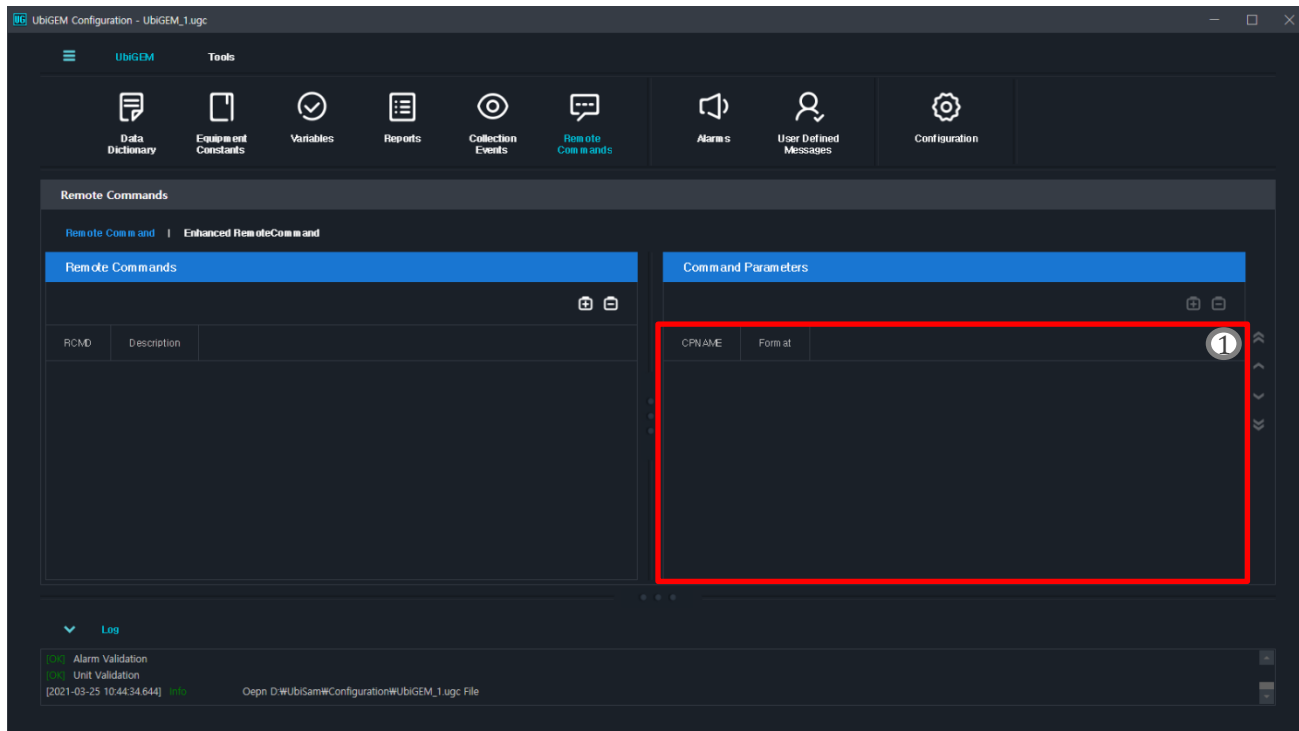 UG UbiGEM Configuration - UbiGEM_1.ugc
UbiGEM Tools
Data Dictionary
Equipment Constants
Variables
Reports
Collection Events
Remote Commands
Alarms
User Defined Messages
Configuration
Remote Commands
Remote Command | Enhanced RemoteCommand
Remote Commands
Command Parameters
RCMD Description
CPNAME Format
1
Log
[OK] Alarm Validation
[OK] Unit Validation
[2021-03-25 10:44:34.644] Info Oepn D:₩UbiSam₩Configuration₩UbiGEM_1.ugc File